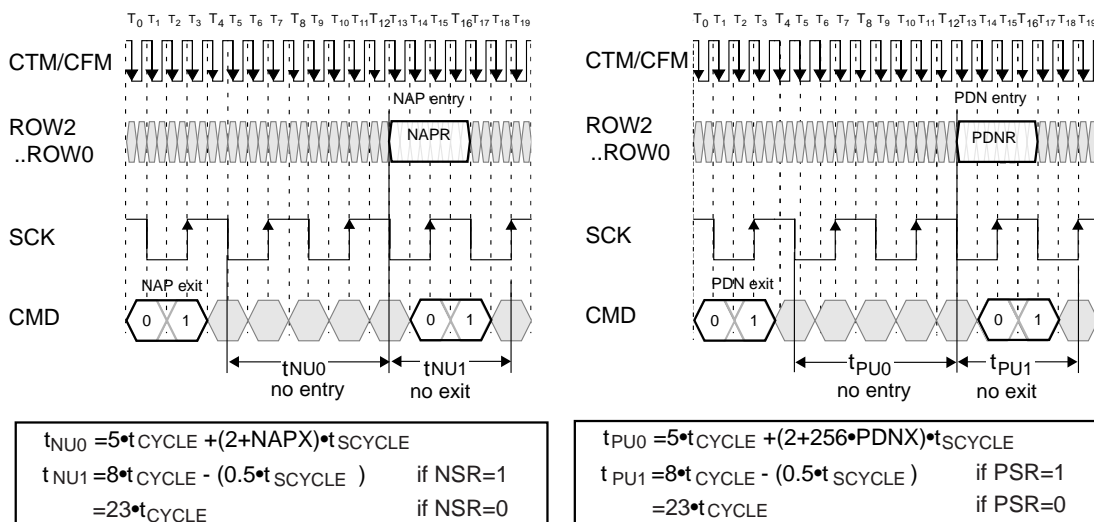 T0 T1 T2 T3 T4 T5 T6 T7 T8 T9 T10 T11 T12 T13 T14 T15 T16 T17 T18 T19
CTM/CFM
NAP entry
ROW2
..ROW0
NAPR
SCK
NAP exit
CMD
0 1
0 1
tNU0
no entry
tNU1
no exit
tNU0 =5•tCYCLE +(2+NAPX)•tSCYCLE
tNU1=8•tCYCLE - (0.5•tSCYCLE ) if NSR=1
=23•tCYCLE if NSR=0
T0 T1 T2 T3 T4 T5 T6 T7 T8 T9 T10 T11 T12 T13 T14 T15 T16 T17 T18 T19
CTM/CFM
PDN entry
ROW2
..ROW0
PDNR
SCK
PDN exit
CMD
0 1
0 1
tPU0
no entry
tPU1
no exit
tPU0=5•tCYCLE +(2+256•PDNX)•tSCYCLE
tPU1=8•tCYCLE - (0.5•tSCYCLE ) if PSR=1
=23•tCYCLE if PSR=0